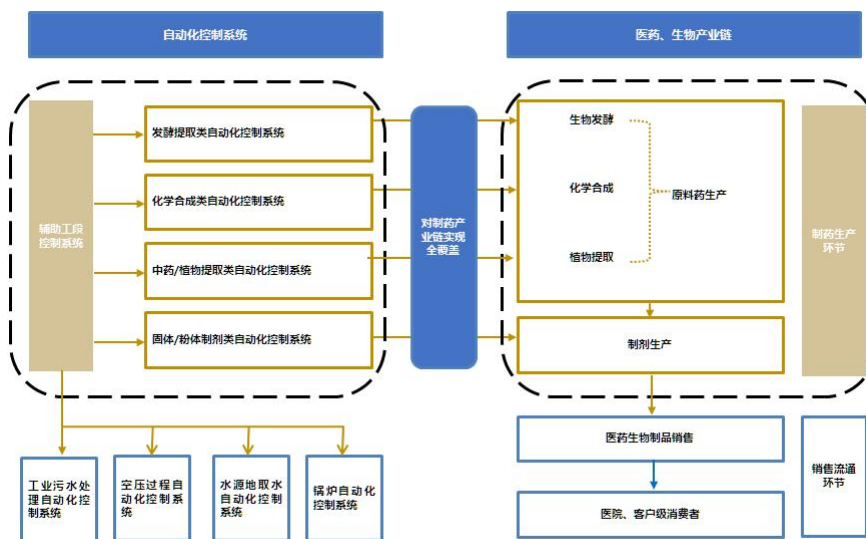 自动化控制系统
医药、生物产业链
辅助工段
控制系统
发酵提取类自动化控制系统
化学合成类自动化控制系统
中药/植物提取类自动化控制系统
固体/粉体制剂类自动化控制系统
对制药产
业链实现
全覆盖
生物发酵
化学合成
植物提取
原料药生产
制剂生产
制药生产
环节
工业污水处
理自动化控
制系统
空压过程自
动化控制系
统
水源地取水
自动化控制
系统
锅炉自动化
控制系统
医药生物制品销售
医院、客户级消费者
销售流通
环节